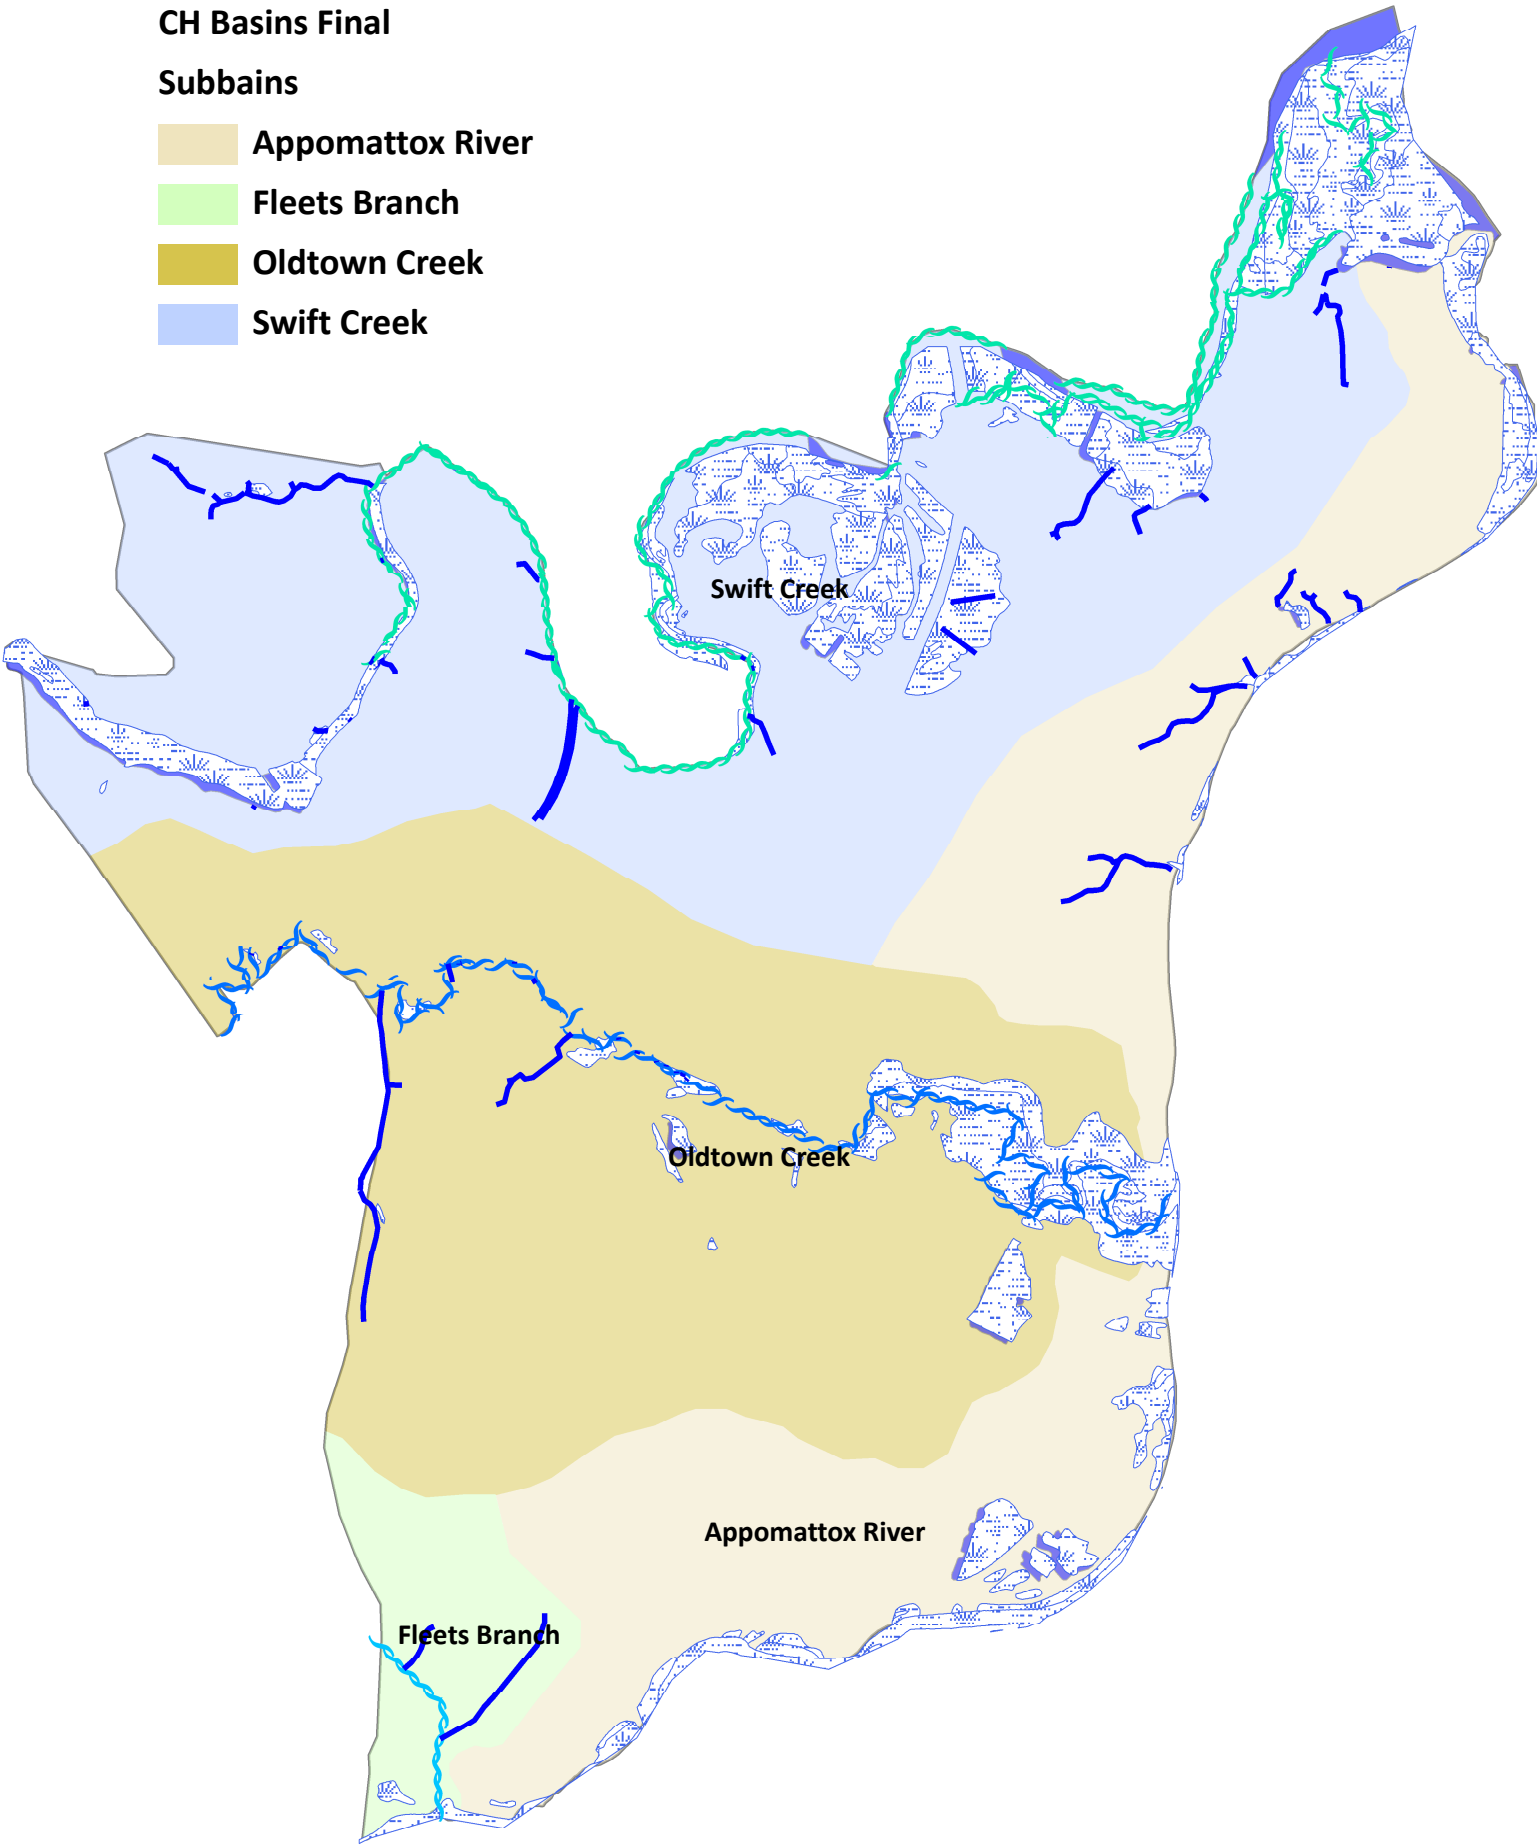 CH Basins Final
Subbains
Appomattox River
Fleets Branch
Oldtown Creek
Swift Creek
Swift Creek
Oldtown Creek
Appomattox River
Fleets Branch